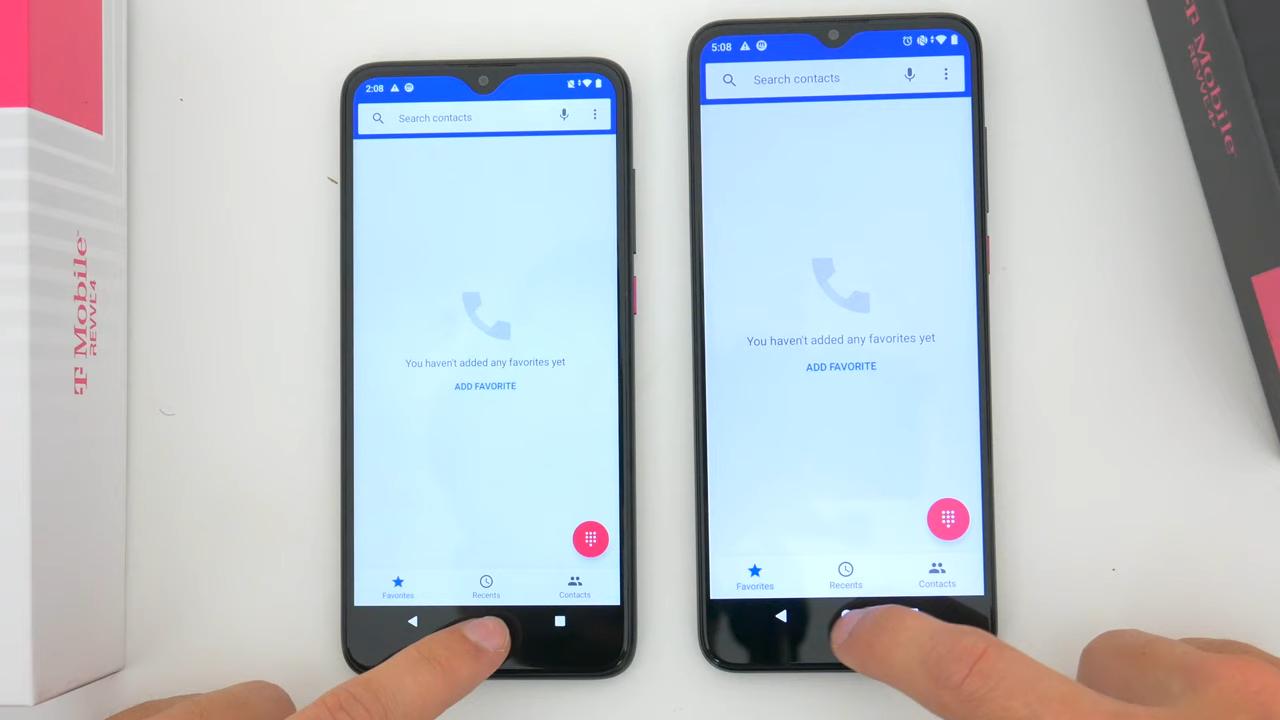 T Mobile
REVVL4
2:08
Search contacts
You haven't added any favorites yet
ADD FAVORITE
Favorites
Recents
Contacts
5:08
Search contacts
You haven't added any favorites yet
ADD FAVORITE
Favorites
Recents
Contacts
T Mobile
REVVL4